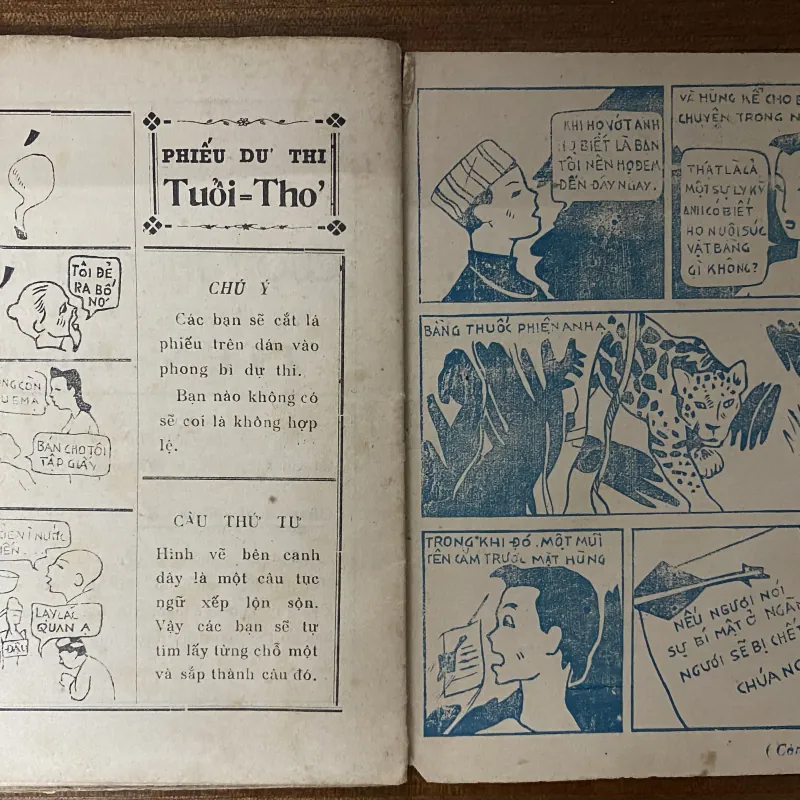 PHIẾU DỰ THI
Tuổi=Thơ
CHÚ Ý
Các bạn sẽ cắt lá
phiếu trên dán vào
phong bì dự thi.
Bạn nào không có
sẽ coi là không hợp
lệ.
CÂU THỨ TƯ
Hình vẽ bên cạnh
đây là một câu tục
ngữ xếp lộn sộn.
Vậy các bạn sẽ tự
tìm lấy từng chỗ một
và sắp thành câu đó.
TÔI ĐẺ
RA BỐ
NÓ
BÁN CHO TÔI
TẬP GIẤY
NƯỚC
LẠY LẠC
QUAN Ạ
ĐẬU
KHI HỌ VỚT ANH
HỌ BIẾT LÀ BẠN
TÔI NÊN HỌ ĐEM
ĐẾN ĐÂY NGAY.
VÀ HÙNG KỂ CHO
CHUYỆN TRONG
THẬT LÀ LẠ
MỘT SỰ LY KỲ
ANH CÓ BIẾT
HỌ NUÔI SÚC
VẬT BẰNG
GÌ KHÔNG?
BẰNG THUỐC PHIỆN ANH Ạ
TRONG KHI ĐÓ, MỘT MŨI
TÊN CẮM TRƯỚC MẶT HÙNG
NẾU NGƯƠI NÓI
SỰ BÍ MẬT Ở
NGƯƠI SẼ BỊ CHẾT
CHÚA